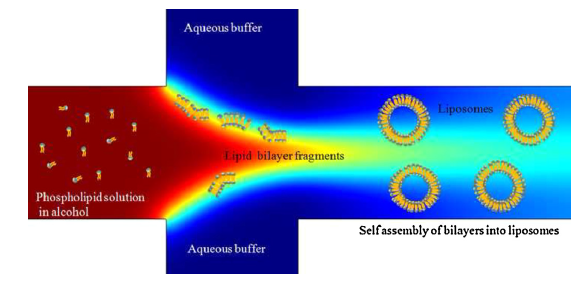 Aqueous buffer
Liposomes
Lipid bilayer fragments
Phospholipid solution
in alcohol
Self assembly of bilayers into liposomes
Aqueous buffer